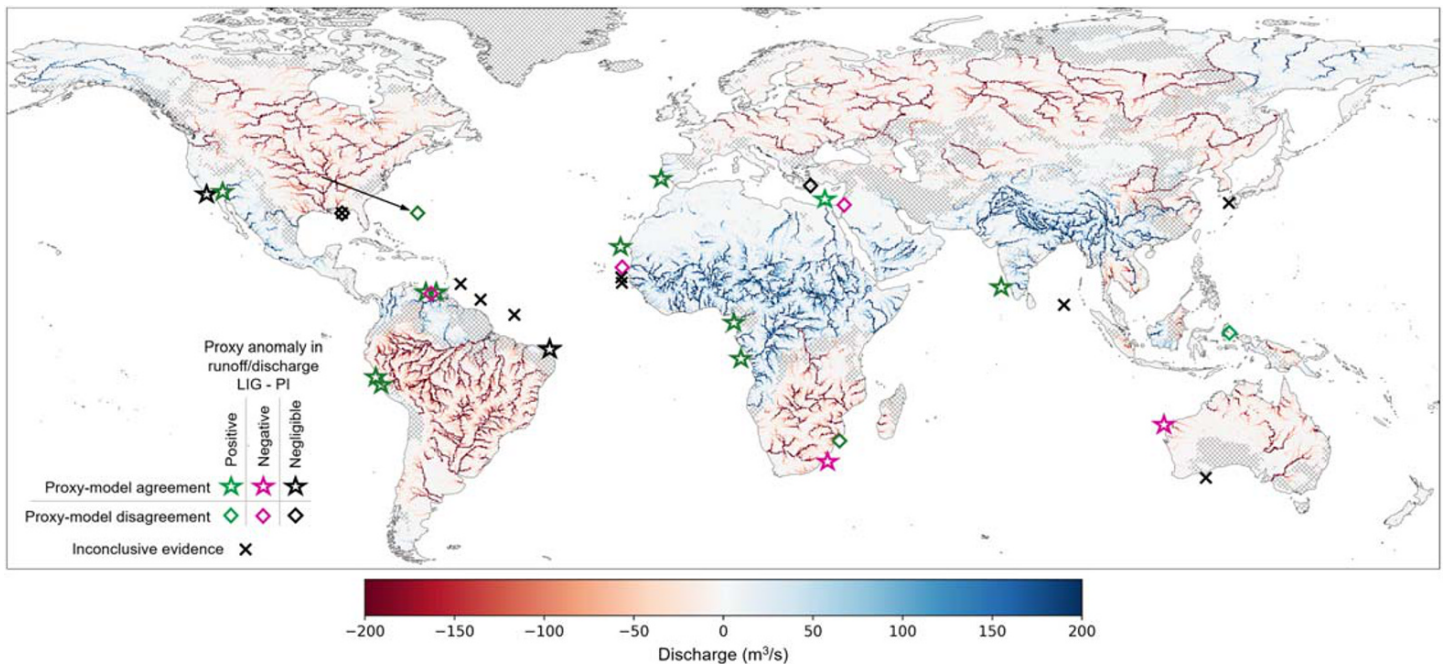 Proxy anomaly in
runoff/discharge
LIG - PI
Positive
Negative
Negligible
Proxy-model agreement
Proxy-model disagreement
Inconclusive evidence
−200 −150 −100 −50 0 50 100 150 200
Discharge (m³/s)